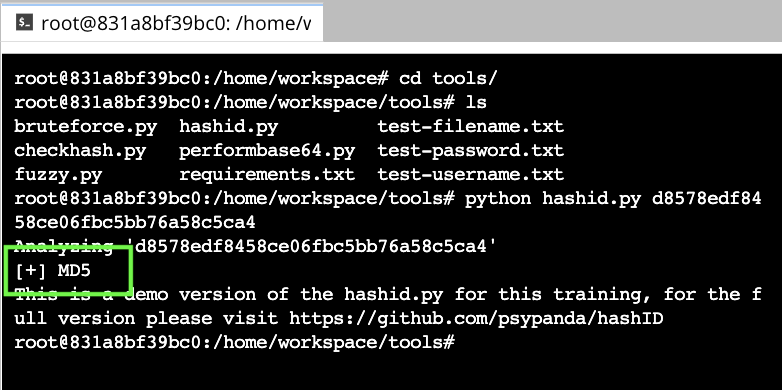 root@831a8bf39bc0: /home/v
root@831a8bf39bc0:/home/workspace# cd tools/
root@831a8bf39bc0:/home/workspace/tools# ls
bruteforce.py  hashid.py         test-filename.txt
checkhash.py   performbase64.py  test-password.txt
fuzzy.py       requirements.txt  test-username.txt
root@831a8bf39bc0:/home/workspace/tools# python hashid.py d8578edf84
58ce06fbc5bb76a58c5ca4
Analyzing 'd8578edf8458ce06fbc5bb76a58c5ca4'
[+] MD5
This is a demo version of the hashid.py for this training, for the f
ull version please visit https://github.com/psypanda/hashID
root@831a8bf39bc0:/home/workspace/tools#